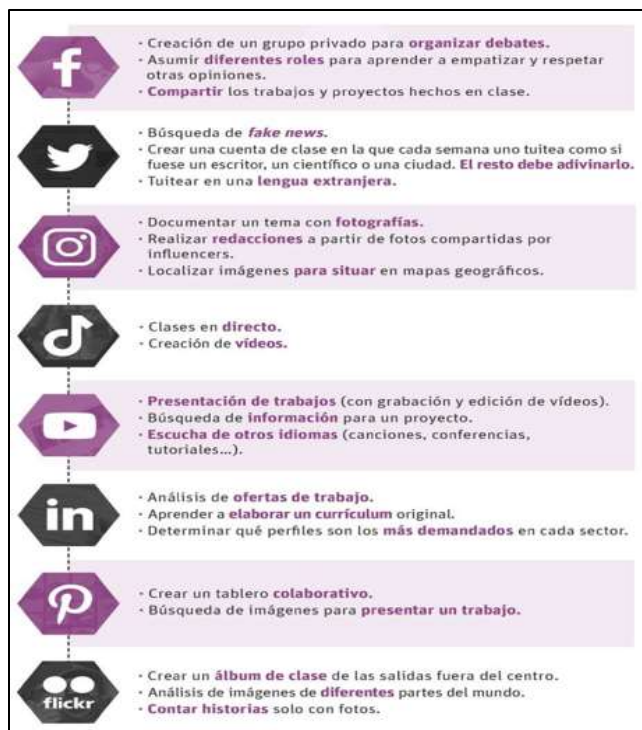 · Creación de un grupo privado para organizar debates.
· Asumir diferentes roles para aprender a empatizar y respetar
otras opiniones.
· Compartir los trabajos y proyectos hechos en clase.
· Búsqueda de fake news.
· Crear una cuenta de clase en la que cada semana uno tuitea como si
fuese un escritor, un científico o una ciudad. El resto debe adivinarlo.
· Tuitear en una lengua extranjera.
· Documentar un tema con fotografías.
· Realizar redacciones a partir de fotos compartidas por
influencers.
· Localizar imágenes para situar en mapas geográficos.
· Clases en directo.
· Creación de vídeos.
· Presentación de trabajos (con grabación y edición de vídeos).
· Búsqueda de información para un proyecto.
· Escucha de otros idiomas (canciones, conferencias,
tutoriales...).
in
· Análisis de ofertas de trabajo.
· Aprender a elaborar un currículum original.
· Determinar qué perfiles son los más demandados en cada sector.
· Crear un tablero colaborativo.
· Búsqueda de imágenes para presentar un trabajo.
flickr
· Crear un álbum de clase de las salidas fuera del centro.
· Análisis de imágenes de diferentes partes del mundo.
· Contar historias solo con fotos.